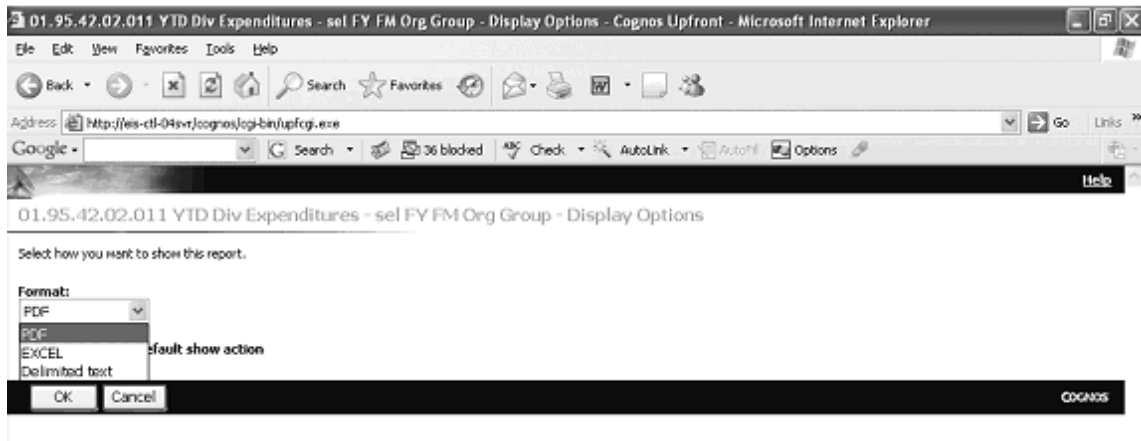 01.95.42.02.011 YTD Div Expenditures - sel FY FM Org Group - Display Options - Cognos Upfront - Microsoft Internet Explorer
File Edit View Favorites Tools Help
Back Search Favorites
Address http://eis-ctl-04svr/cognos/cgi-bin/upfcgi.exe Go Links »
Google Search 36 blocked ABC Check AutoLink AutoFill Options
Help
01.95.42.02.011 YTD Div Expenditures - sel FY FM Org Group - Display Options
Select how you want to show this report.
Format:
PDF
PDF
EXCEL
efault show action
Delimited text
OK Cancel COGNOS